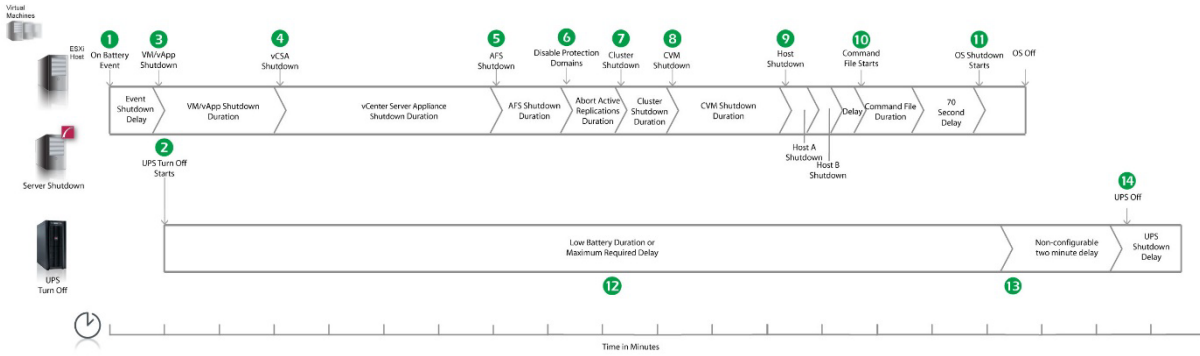 Virtual
Machines
ESXi
Host
1
On Battery
Event
3
VM/vApp
Shutdown
4
vCSA
Shutdown
5
AFS
Shutdown
6
Disable Protection
Domains
7
Cluster
Shutdown
8
CVM
Shutdown
9
Host
Shutdown
10
Command
File Starts
11
OS Shutdown
Starts
OS Off
Event
Shutdown
Delay
VM/vApp Shutdown
Duration
vCenter Server Appliance
Shutdown Duration
AFS Shutdown
Duration
Abort Active
Replications
Duration
Cluster
Shutdown
Duration
CVM Shutdown
Duration
Delay
Command File
Duration
70
Second
Delay
Host A
Shutdown
Host B
Shutdown
Server Shutdown
2
UPS Turn Off
Starts
14
UPS Off
Low Battery Duration or
Maximum Required Delay
Non-configurable
two minute delay
UPS
Shutdown
Delay
UPS
Turn Off
12
13
Time in Minutes